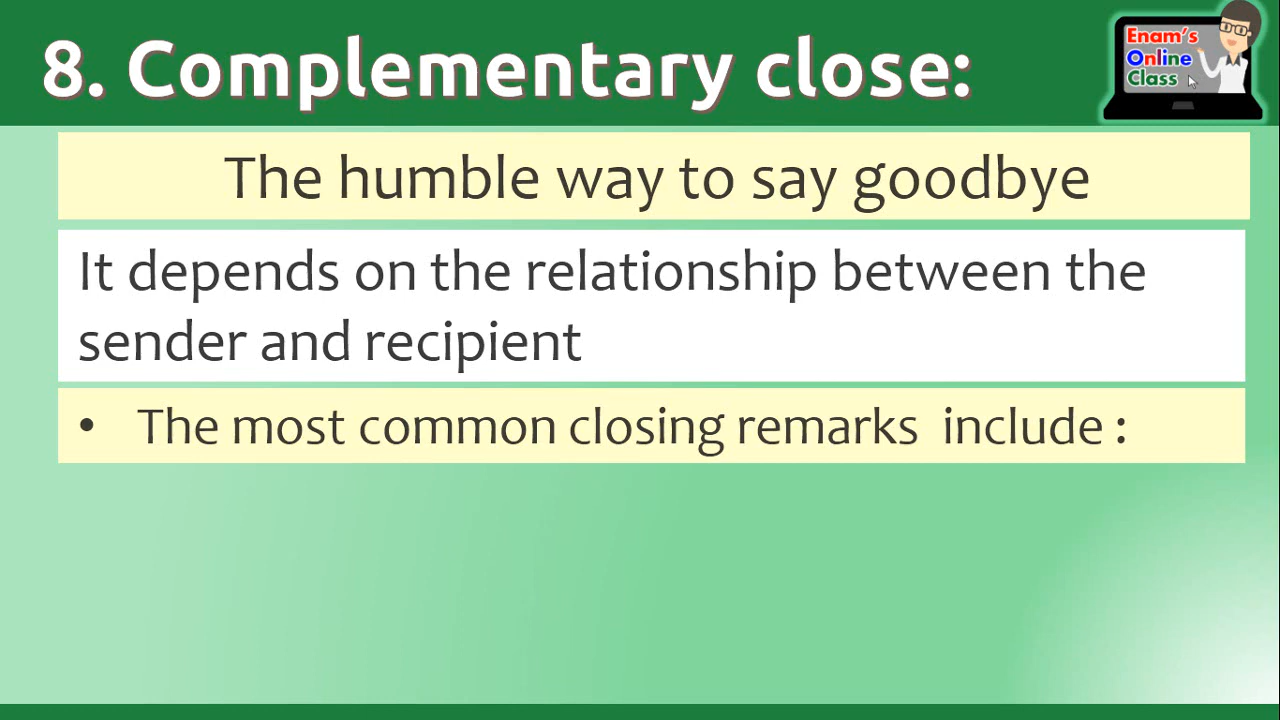 8. Complementary close:
Enam's
Online
Class
The humble way to say goodbye
It depends on the relationship between the
sender and recipient
• The most common closing remarks include :